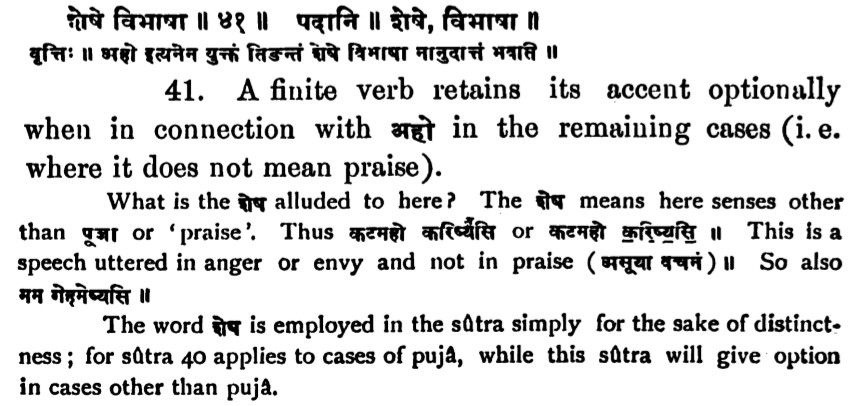 शेषे विभाषा ॥ ४१ ॥ पदानि ॥ शेषे, विभाषा ॥
वृत्तिः ॥ अहो इत्यनेन युक्तं तिङन्तं शेषे विभाषा नानुदात्तं भवति ॥
41. A finite verb retains its accent optionally
when in connection with अहो in the remaining cases (i. e.
where it does not mean praise).
What is the शेष alluded to here? The शेष means here senses other
than पूजा or 'praise'. Thus कटमहो करिष्य॑सि or कटमहो क॒रि॒ष्य॒सि॒ ॥ This is a
speech uttered in anger or envy and not in praise (असूया वचनं)॥ So also
मम गेहमेष्यसि ॥
The word शेष is employed in the sûtra simply for the sake of distinct-
ness; for sûtra 40 applies to cases of pujâ, while this sûtra will give option
in cases other than pujâ.